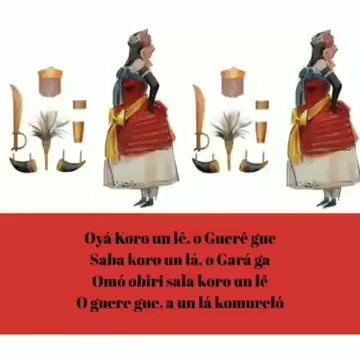 Oyá Koro un lé, o Gueré gue
Saba koro un lá, o Gará ga
Omó obiri sala koro un lê
O guere gue, a un lá komureló